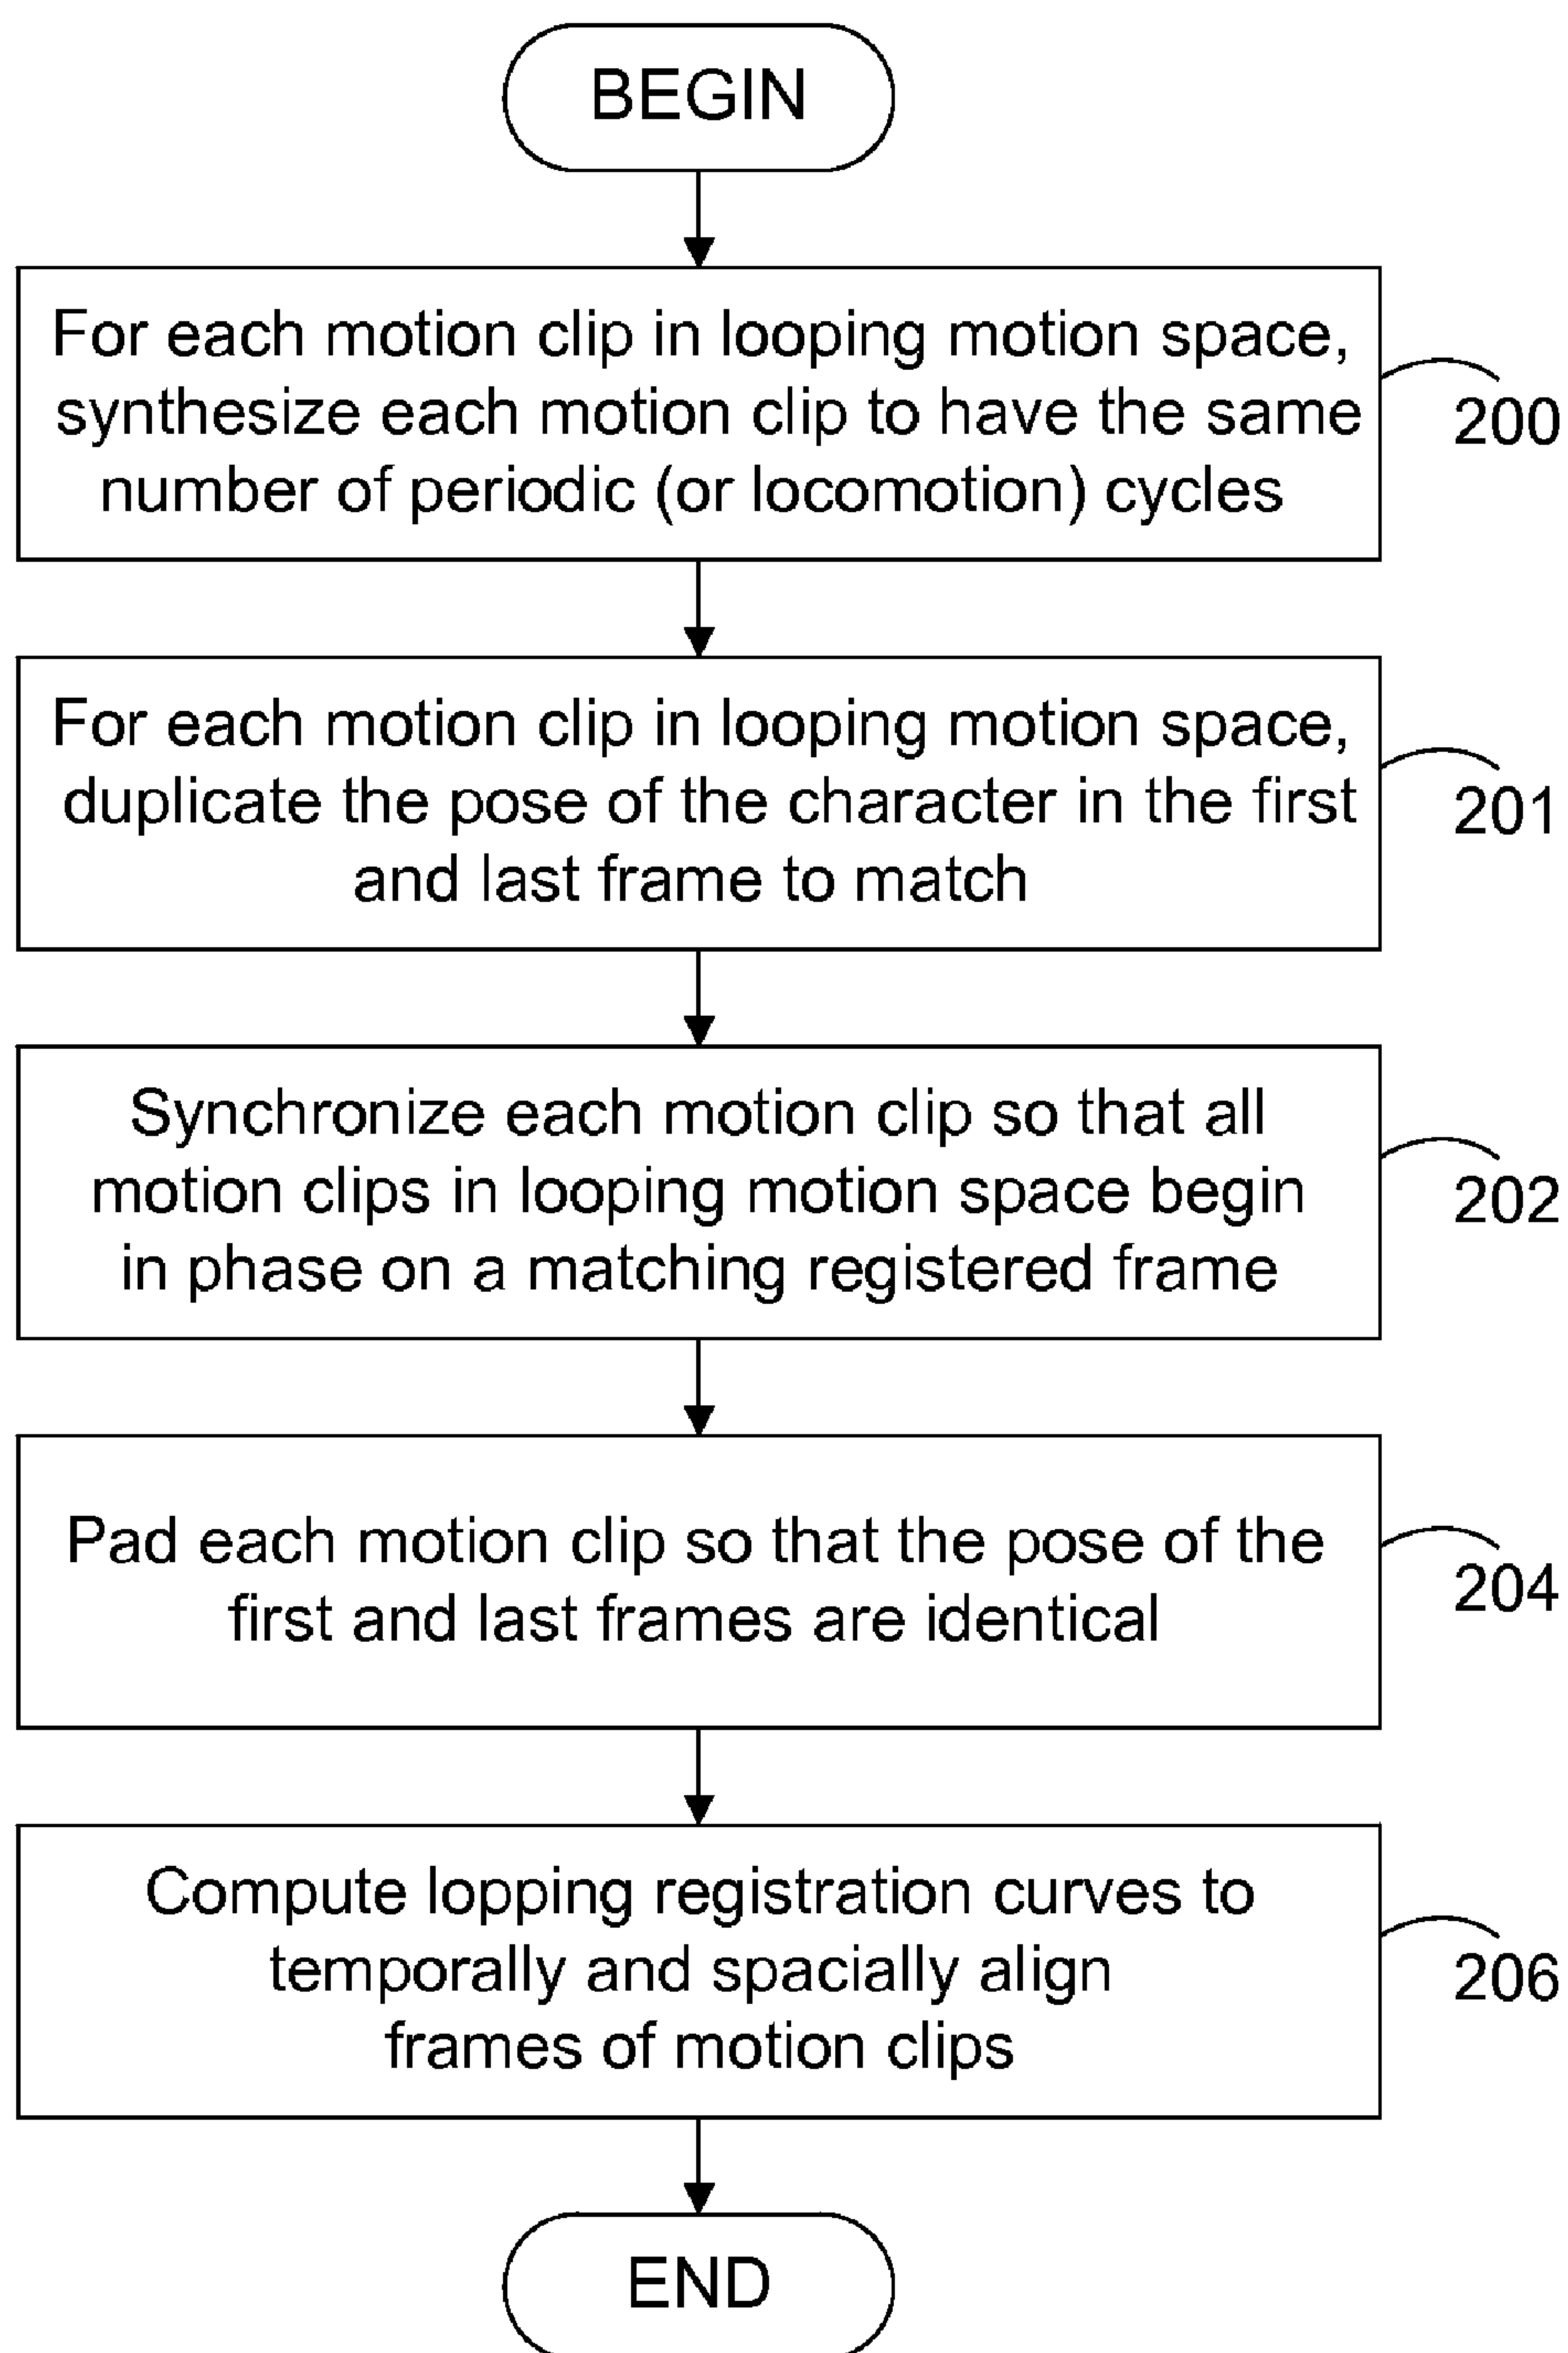 BEGIN
For each motion clip in looping motion space,
synthesize each motion clip to have the same
number of periodic (or locomotion) cycles
200
For each motion clip in looping motion space,
duplicate the pose of the character in the first
and last frame to match
201
Synchronize each motion clip so that all
motion clips in looping motion space begin
in phase on a matching registered frame
202
Pad each motion clip so that the pose of the
first and last frames are identical
204
Compute lopping registration curves to
temporally and spacially align
frames of motion clips
206
END